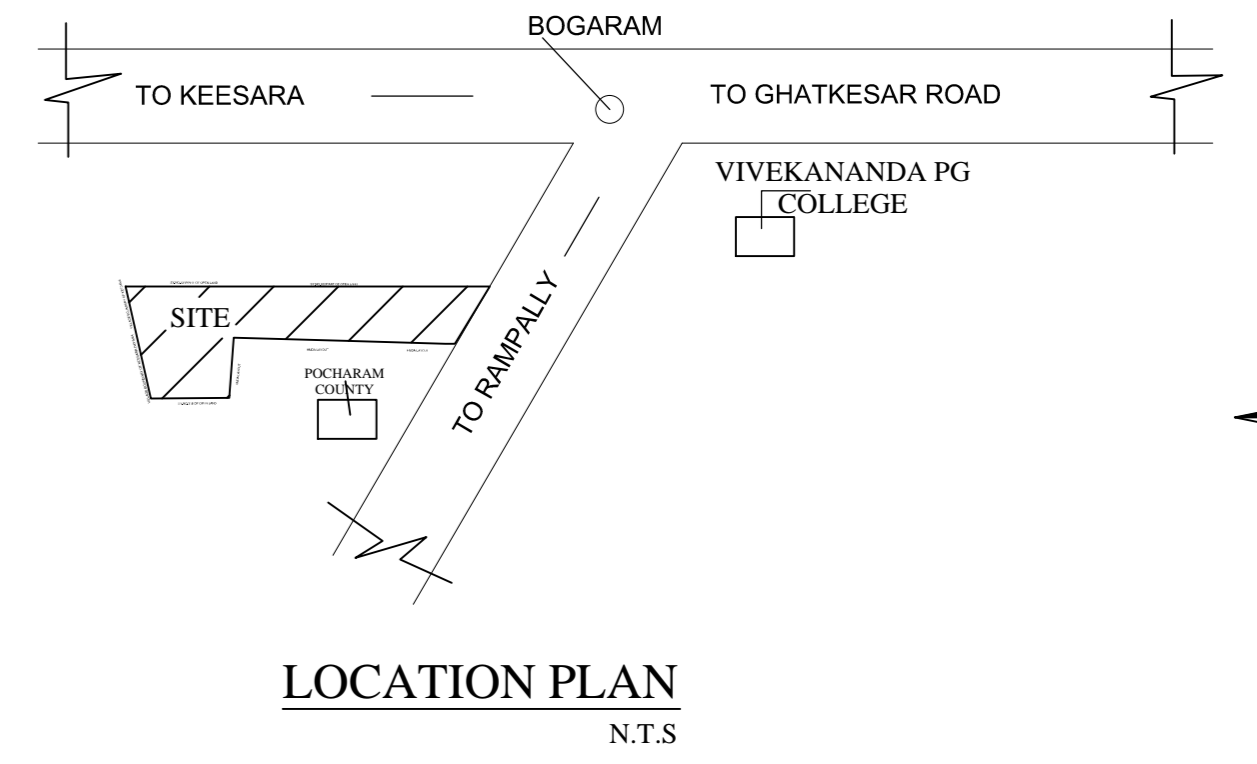 BOGARAM
TO KEESARA
TO GHATKESAR ROAD
VIVEKANANDA PG
COLLEGE
SITE
POCHARAM
COUNTY
TO RAMPALLY
LOCATION PLAN
N.T.S